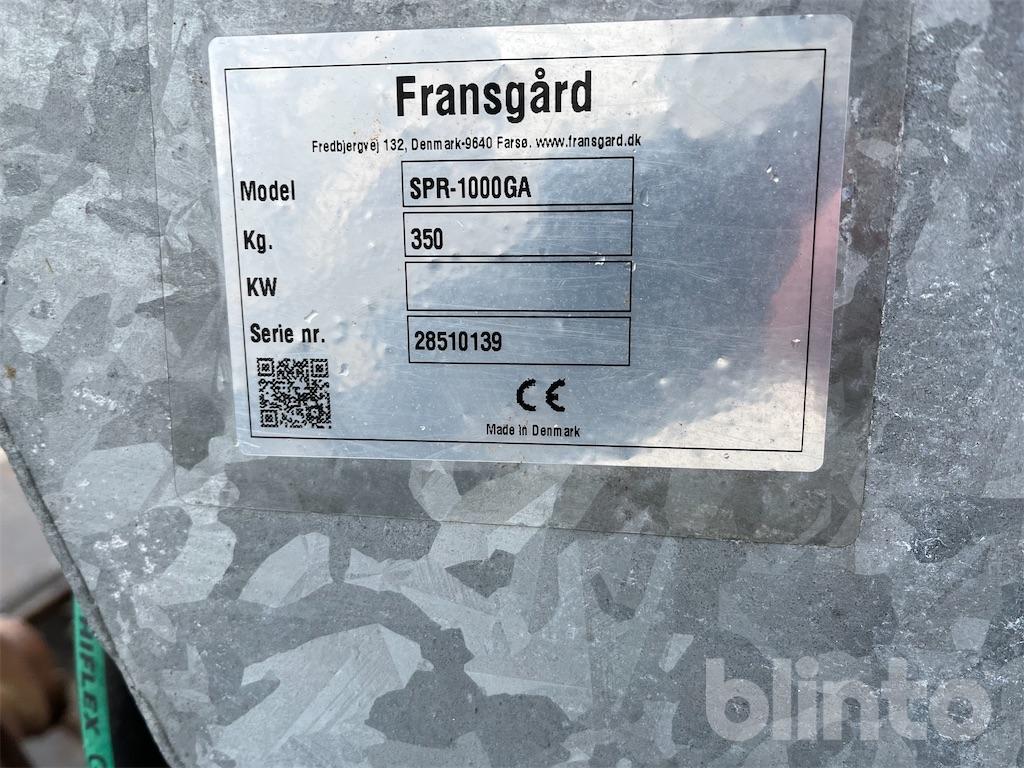 Fransgård
Fredbjergvej 132, Denmark-9640 Farsø. www.fransgard.dk
Model SPR-1000GA
Kg. 350
KW
Serie nr. 28510139
CE
Made in Denmark
HIFLEX
blinto